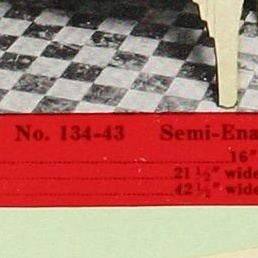 No. 134-43 Semi-Ena
16"
21 ½" wide
42 ½" wide